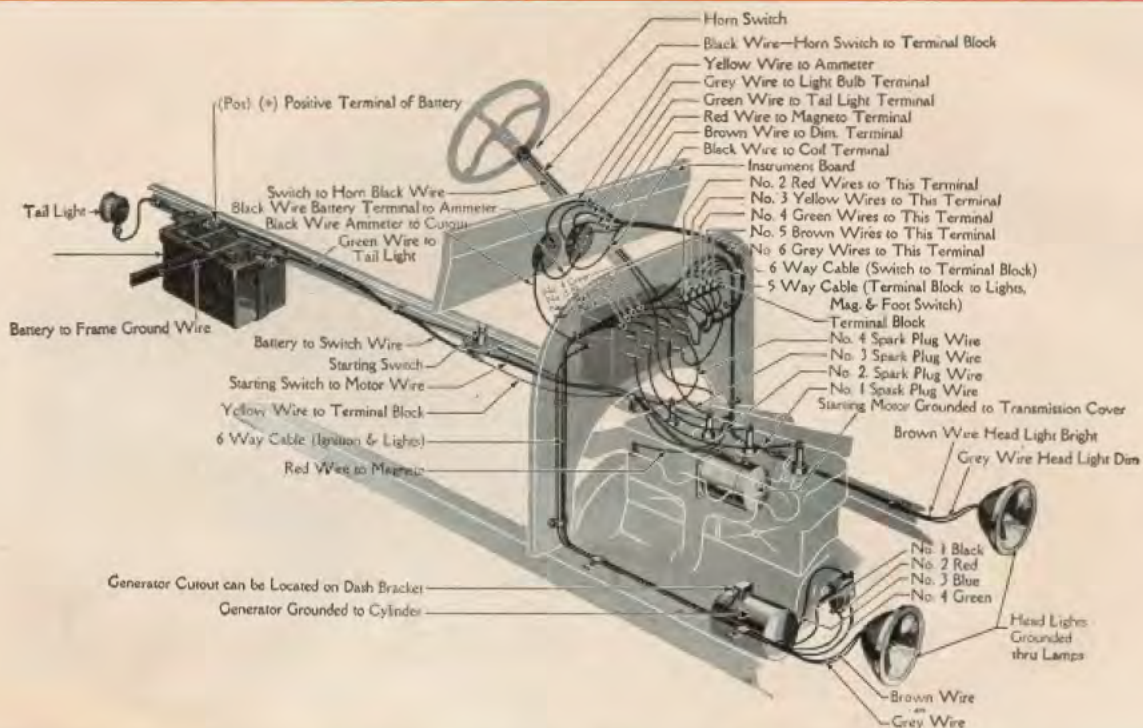 Horn Switch
Black Wire—Horn Switch to Terminal Block
Yellow Wire to Ammeter
Grey Wire to Light Bulb Terminal
Green Wire to Tail Light Terminal
Red Wire to Magneto Terminal
Brown Wire to Dim. Terminal
Black Wire to Coil Terminal
Instrument Board
No. 2 Red Wires to This Terminal
No. 3 Yellow Wires to This Terminal
No. 4 Green Wires to This Terminal
No. 5 Brown Wires to This Terminal
No 6 Grey Wires to This Terminal
6 Way Cable (Switch to Terminal Block)
5 Way Cable (Terminal Block to Lights,
Mag. & Foot Switch)
Terminal Block
No. 4 Spark Plug Wire
No. 3 Spark Plug Wire
No. 2. Spark Plug Wire
No. 1 Spark Plug Wire
Starting Motor Grounded to Transmission Cover
Brown Wire Head Light Bright
Grey Wire Head Light Dim
(Pos) (+) Positive Terminal of Battery
Tail Light
Switch to Horn Black Wire
Black Wire Battery Terminal to Ammeter
Black Wire Ammeter to Cutout
Green Wire to
Tail Light
Battery to Frame Ground Wire
Battery to Switch Wire
Starting Switch
Starting Switch to Motor Wire
Yellow Wire to Terminal Block
6 Way Cable (Ignition & Lights)
Red Wire to Magneto
Generator Cutout can be Located on Dash Bracket
Generator Grounded to Cylinder
No. 1 Black
No. 2 Red
No. 3 Blue
No. 4 Green
Head Lights
Grounded
thru Lamps
Brown Wire
Grey Wire